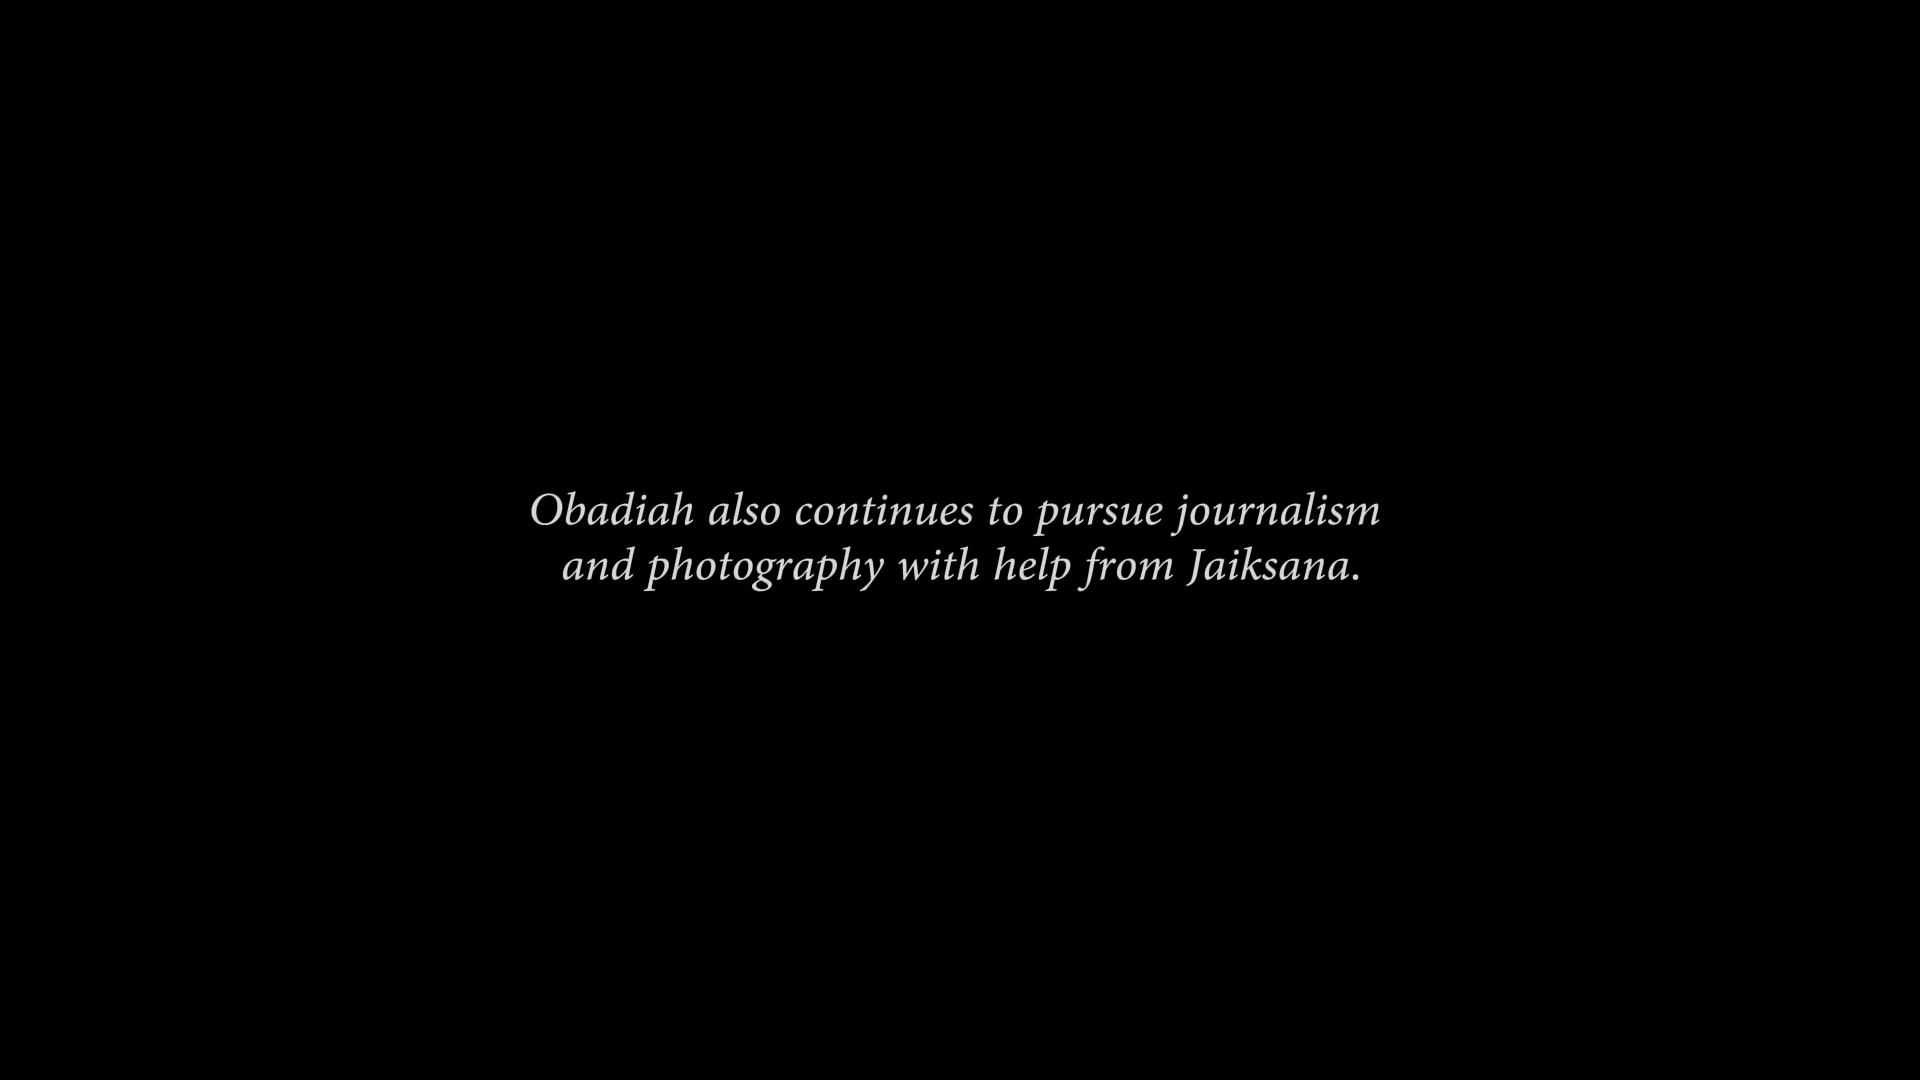 Obadiah also continues to pursue journalism
and photography with help from Jaiksana.